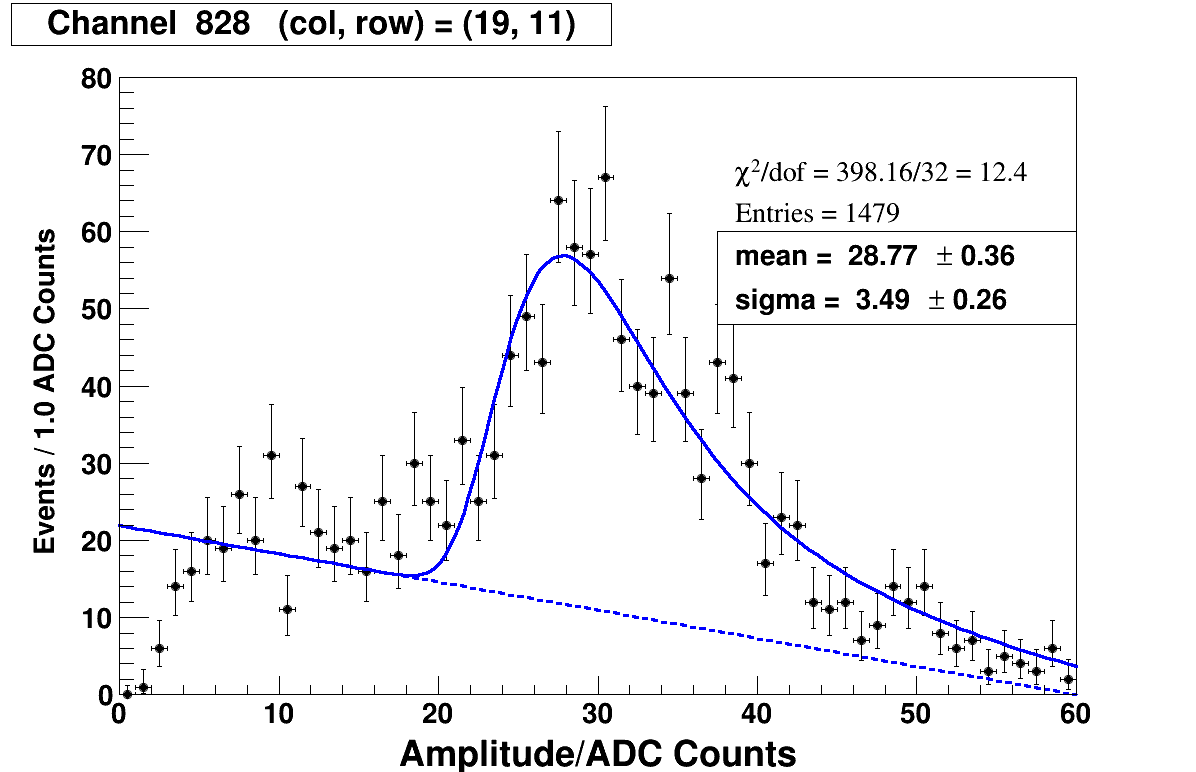 Channel 828 (col, row) = (19, 11)
80
70
60
50
40
30
20
10
0
Events / 1.0 ADC Counts
χ²/dof = 398.16/32 = 12.4
Entries = 1479
mean = 28.77 ± 0.36
sigma = 3.49 ± 0.26
0 10 20 30 40 50 60
Amplitude/ADC Counts